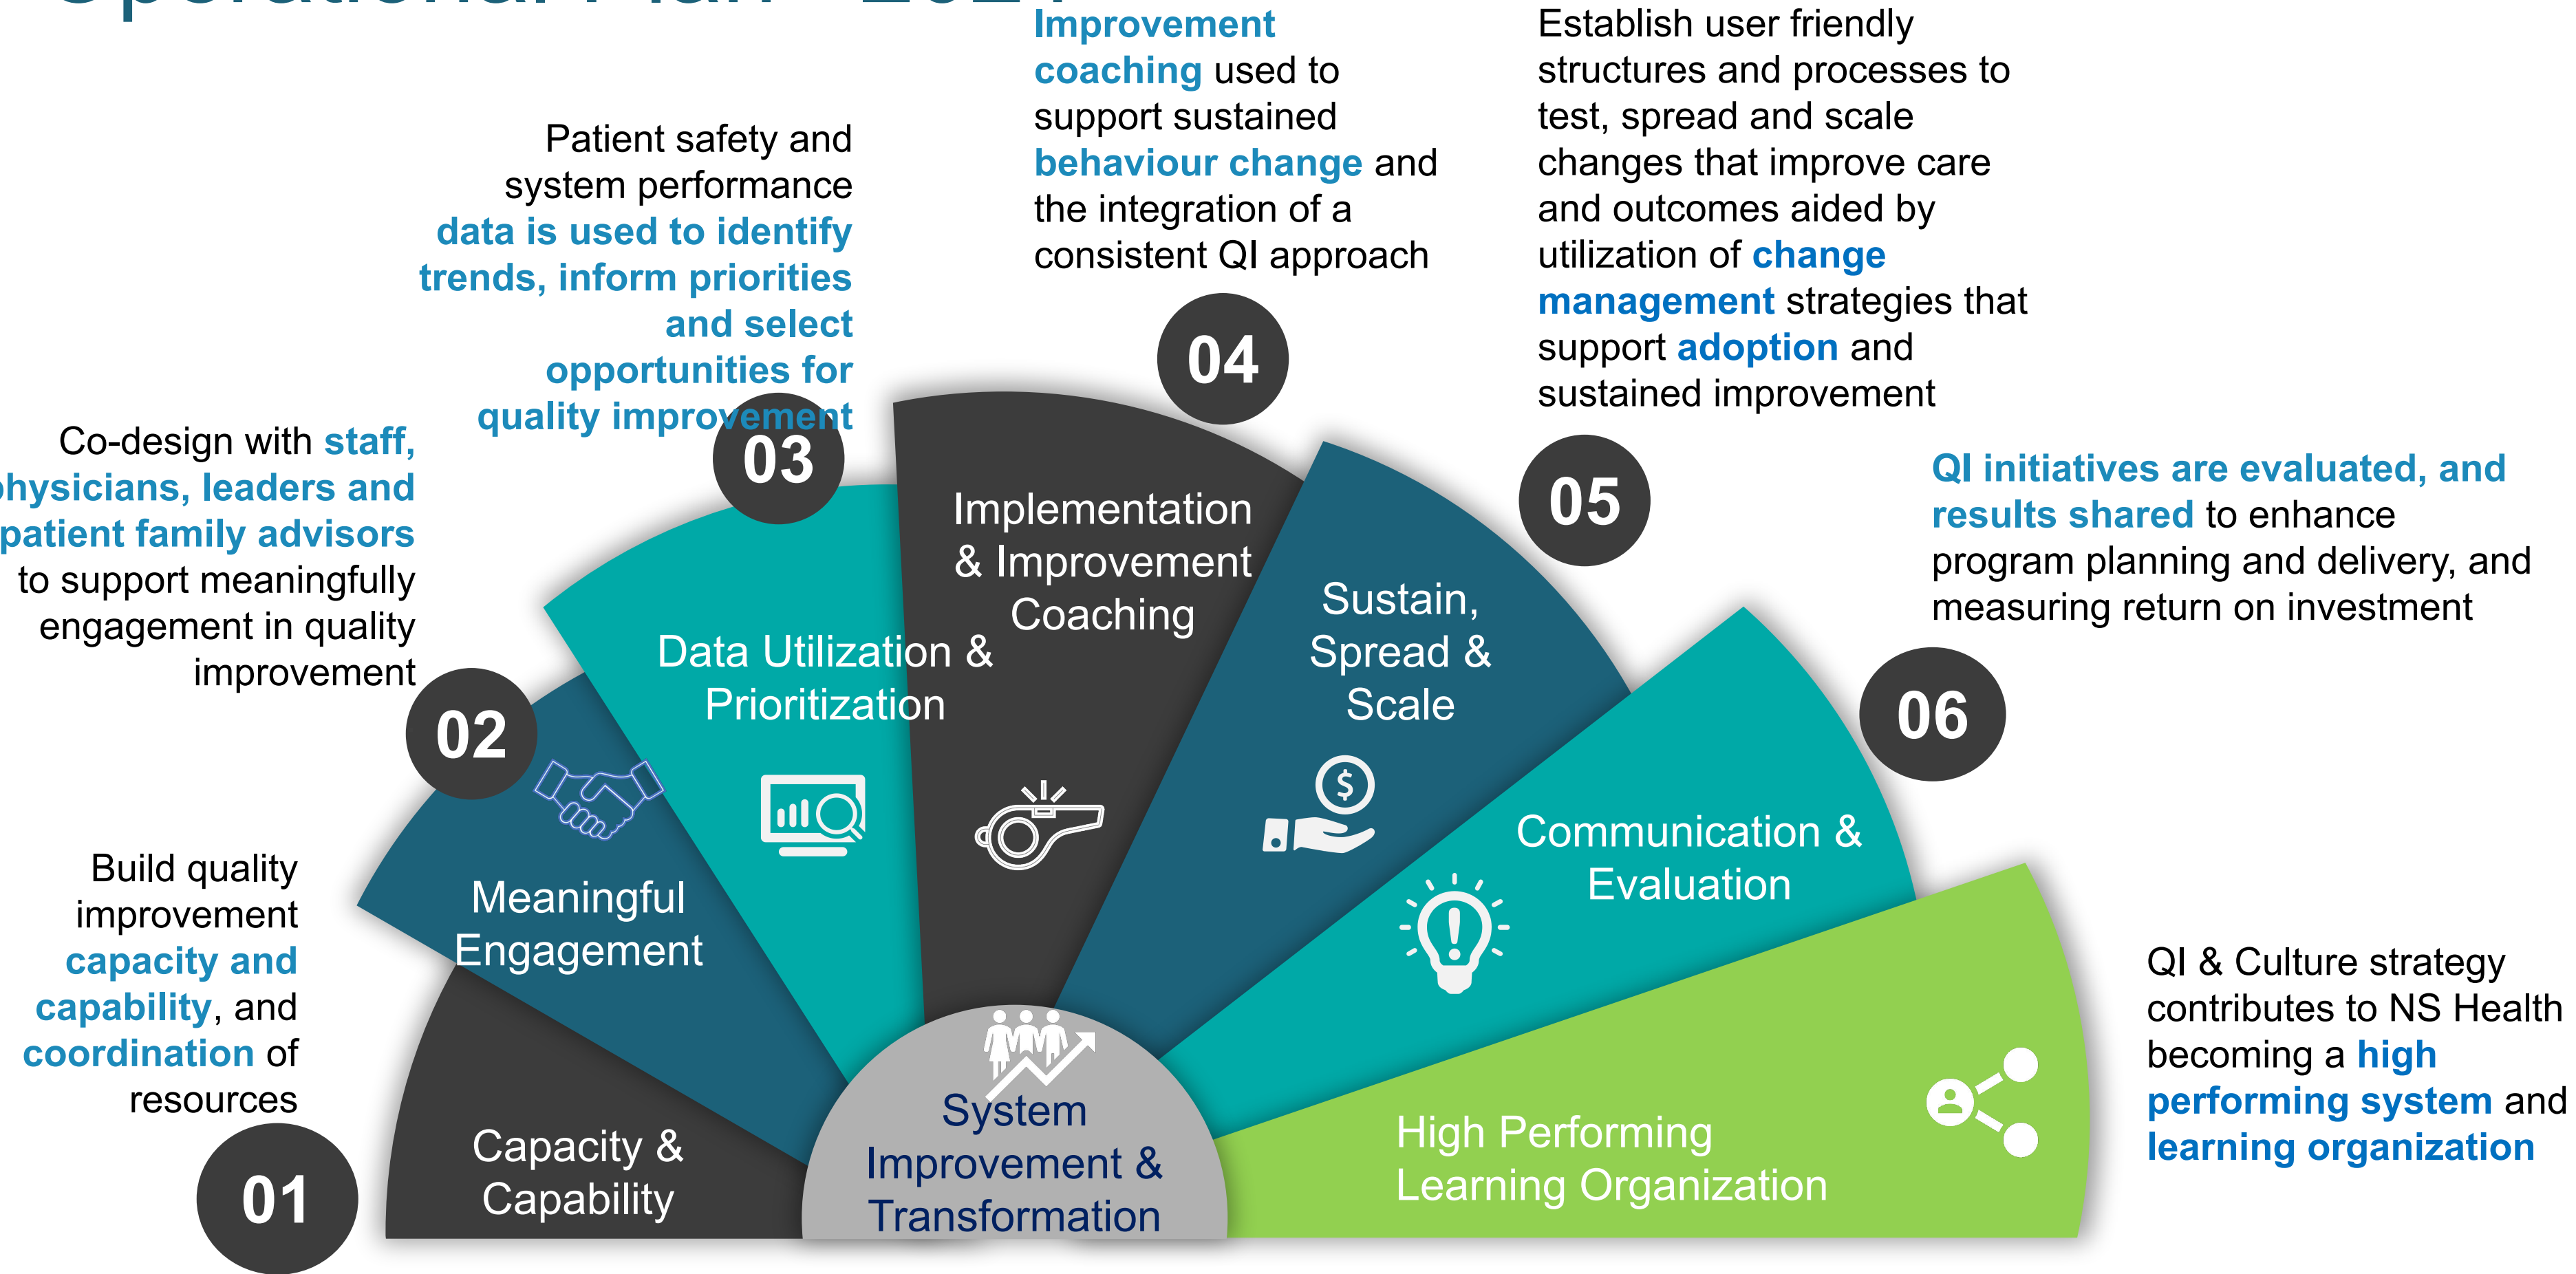 Operational Plan
Improvement
coaching used to
support sustained
behaviour change and
the integration of a
consistent QI approach
Establish user friendly
structures and processes to
test, spread and scale
changes that improve care
and outcomes aided by
utilization of change
management strategies that
support adoption and
sustained improvement
Patient safety and
system performance
data is used to identify
trends, inform priorities
and select
opportunities for
quality improvement
04
03
05
Co-design with staff,
physicians, leaders and
patient family advisors
to support meaningfully
engagement in quality
improvement
QI initiatives are evaluated, and
results shared to enhance
program planning and delivery, and
measuring return on investment
02
06
Implementation
& Improvement
Coaching
Sustain,
Spread &
Scale
Data Utilization &
Prioritization
$
Communication &
Evaluation
Meaningful
Engagement
Build quality
improvement
capacity and
capability, and
coordination of
resources
01
Capacity &
Capability
System
Improvement &
Transformation
High Performing
Learning Organization
QI & Culture strategy
contributes to NS Health
becoming a high
performing system and
learning organization